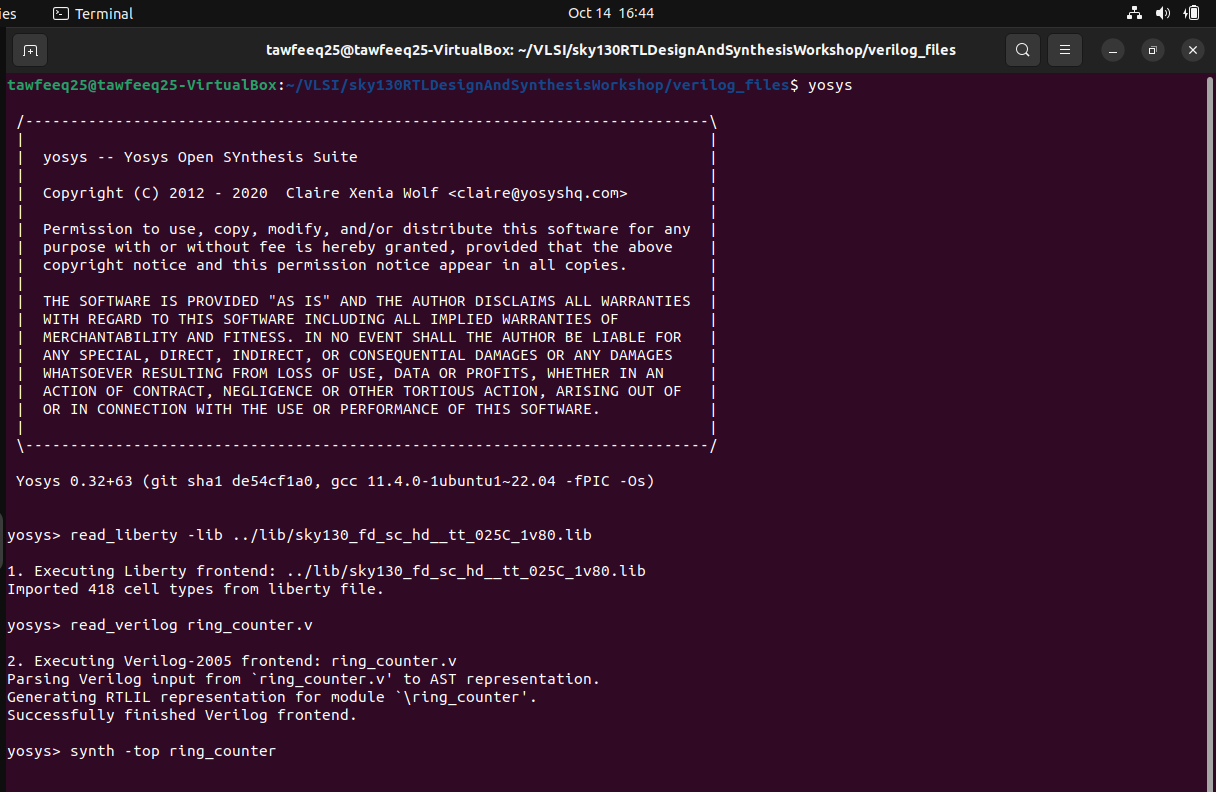 ies Terminal Oct 14 16:44
tawfeeq25@tawfeeq25-VirtualBox: ~/VLSI/sky130RTLDesignAndSynthesisWorkshop/verilog_files
tawfeeq25@tawfeeq25-VirtualBox:~/VLSI/sky130RTLDesignAndSynthesisWorkshop/verilog_files$ yosys
/----------------------------------------------------------------------------\
|                                                                            |
|  yosys -- Yosys Open SYnthesis Suite                                       |
|                                                                            |
|  Copyright (C) 2012 - 2020  Claire Xenia Wolf <claire@yosyshq.com>         |
|                                                                            |
|  Permission to use, copy, modify, and/or distribute this software for any  |
|  purpose with or without fee is hereby granted, provided that the above    |
|  copyright notice and this permission notice appear in all copies.         |
|                                                                            |
|  THE SOFTWARE IS PROVIDED "AS IS" AND THE AUTHOR DISCLAIMS ALL WARRANTIES  |
|  WITH REGARD TO THIS SOFTWARE INCLUDING ALL IMPLIED WARRANTIES OF          |
|  MERCHANTABILITY AND FITNESS. IN NO EVENT SHALL THE AUTHOR BE LIABLE FOR   |
|  ANY SPECIAL, DIRECT, INDIRECT, OR CONSEQUENTIAL DAMAGES OR ANY DAMAGES    |
|  WHATSOEVER RESULTING FROM LOSS OF USE, DATA OR PROFITS, WHETHER IN AN     |
|  ACTION OF CONTRACT, NEGLIGENCE OR OTHER TORTIOUS ACTION, ARISING OUT OF   |
|  OR IN CONNECTION WITH THE USE OR PERFORMANCE OF THIS SOFTWARE.            |
|                                                                            |
\----------------------------------------------------------------------------/
Yosys 0.32+63 (git sha1 de54cf1a0, gcc 11.4.0-1ubuntu1~22.04 -fPIC -Os)
yosys> read_liberty -lib ../lib/sky130_fd_sc_hd__tt_025C_1v80.lib
1. Executing Liberty frontend: ../lib/sky130_fd_sc_hd__tt_025C_1v80.lib
Imported 418 cell types from liberty file.
yosys> read_verilog ring_counter.v
2. Executing Verilog-2005 frontend: ring_counter.v
Parsing Verilog input from `ring_counter.v' to AST representation.
Generating RTLIL representation for module `\ring_counter'.
Successfully finished Verilog frontend.
yosys> synth -top ring_counter